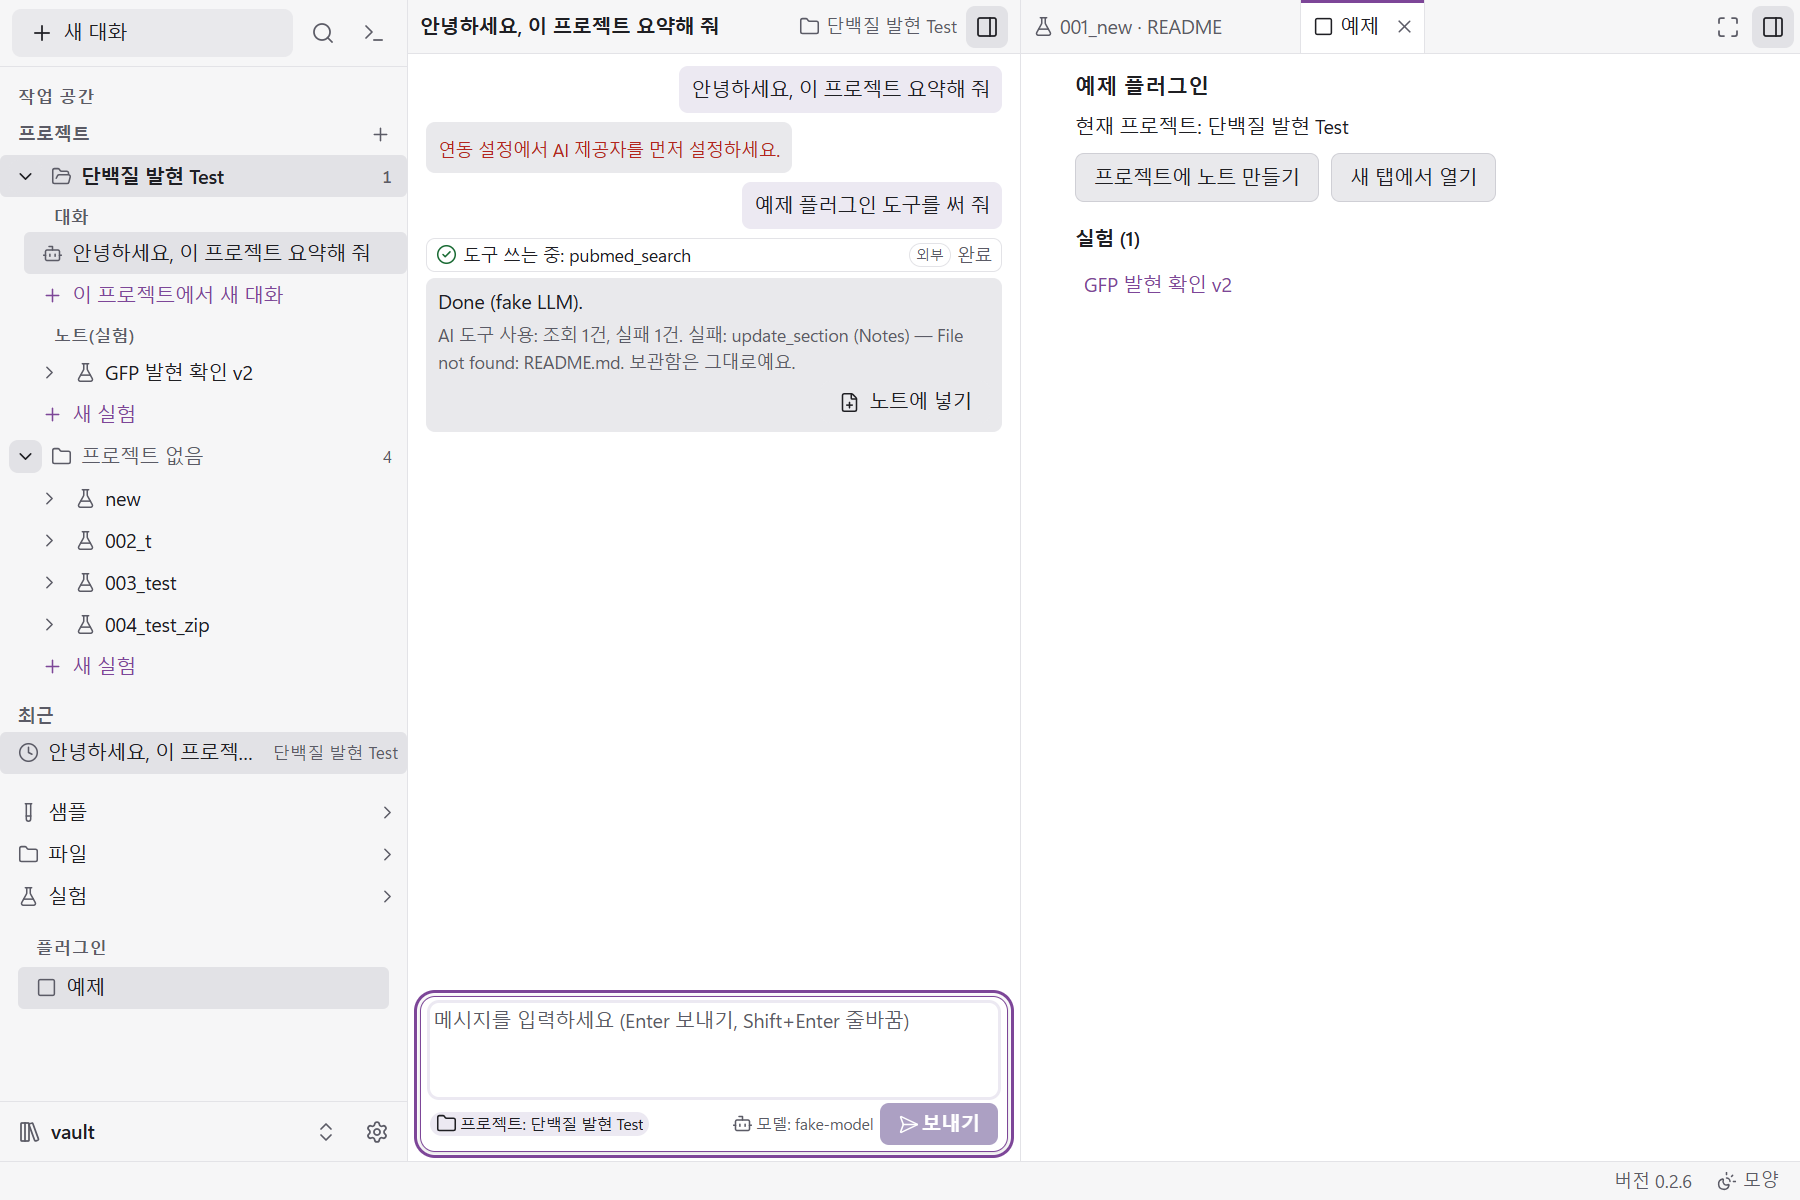 새 대화
작업 공간
프로젝트
단백질 발현 Test 1
대화
안녕하세요, 이 프로젝트 요약해 줘
이 프로젝트에서 새 대화
노트(실험)
GFP 발현 확인 v2
새 실험
프로젝트 없음 4
new
002_t
003_test
004_test_zip
새 실험
최근
안녕하세요, 이 프로젝... 단백질 발현 Test
샘플
파일
실험
플러그인
예제
vault
안녕하세요, 이 프로젝트 요약해 줘 단백질 발현 Test
안녕하세요, 이 프로젝트 요약해 줘
연동 설정에서 AI 제공자를 먼저 설정하세요.
예제 플러그인 도구를 써 줘
도구 쓰는 중: pubmed_search 외부 완료
Done (fake LLM).
AI 도구 사용: 조회 1건, 실패 1건. 실패: update_section (Notes) — File
not found: README.md. 보관함은 그대로예요.
노트에 넣기
메시지를 입력하세요 (Enter 보내기, Shift+Enter 줄바꿈)
프로젝트: 단백질 발현 Test 모델: fake-model 보내기
001_new · README 예제
예제 플러그인
현재 프로젝트: 단백질 발현 Test
프로젝트에 노트 만들기 새 탭에서 열기
실험 (1)
GFP 발현 확인 v2
버전 0.2.6 모양